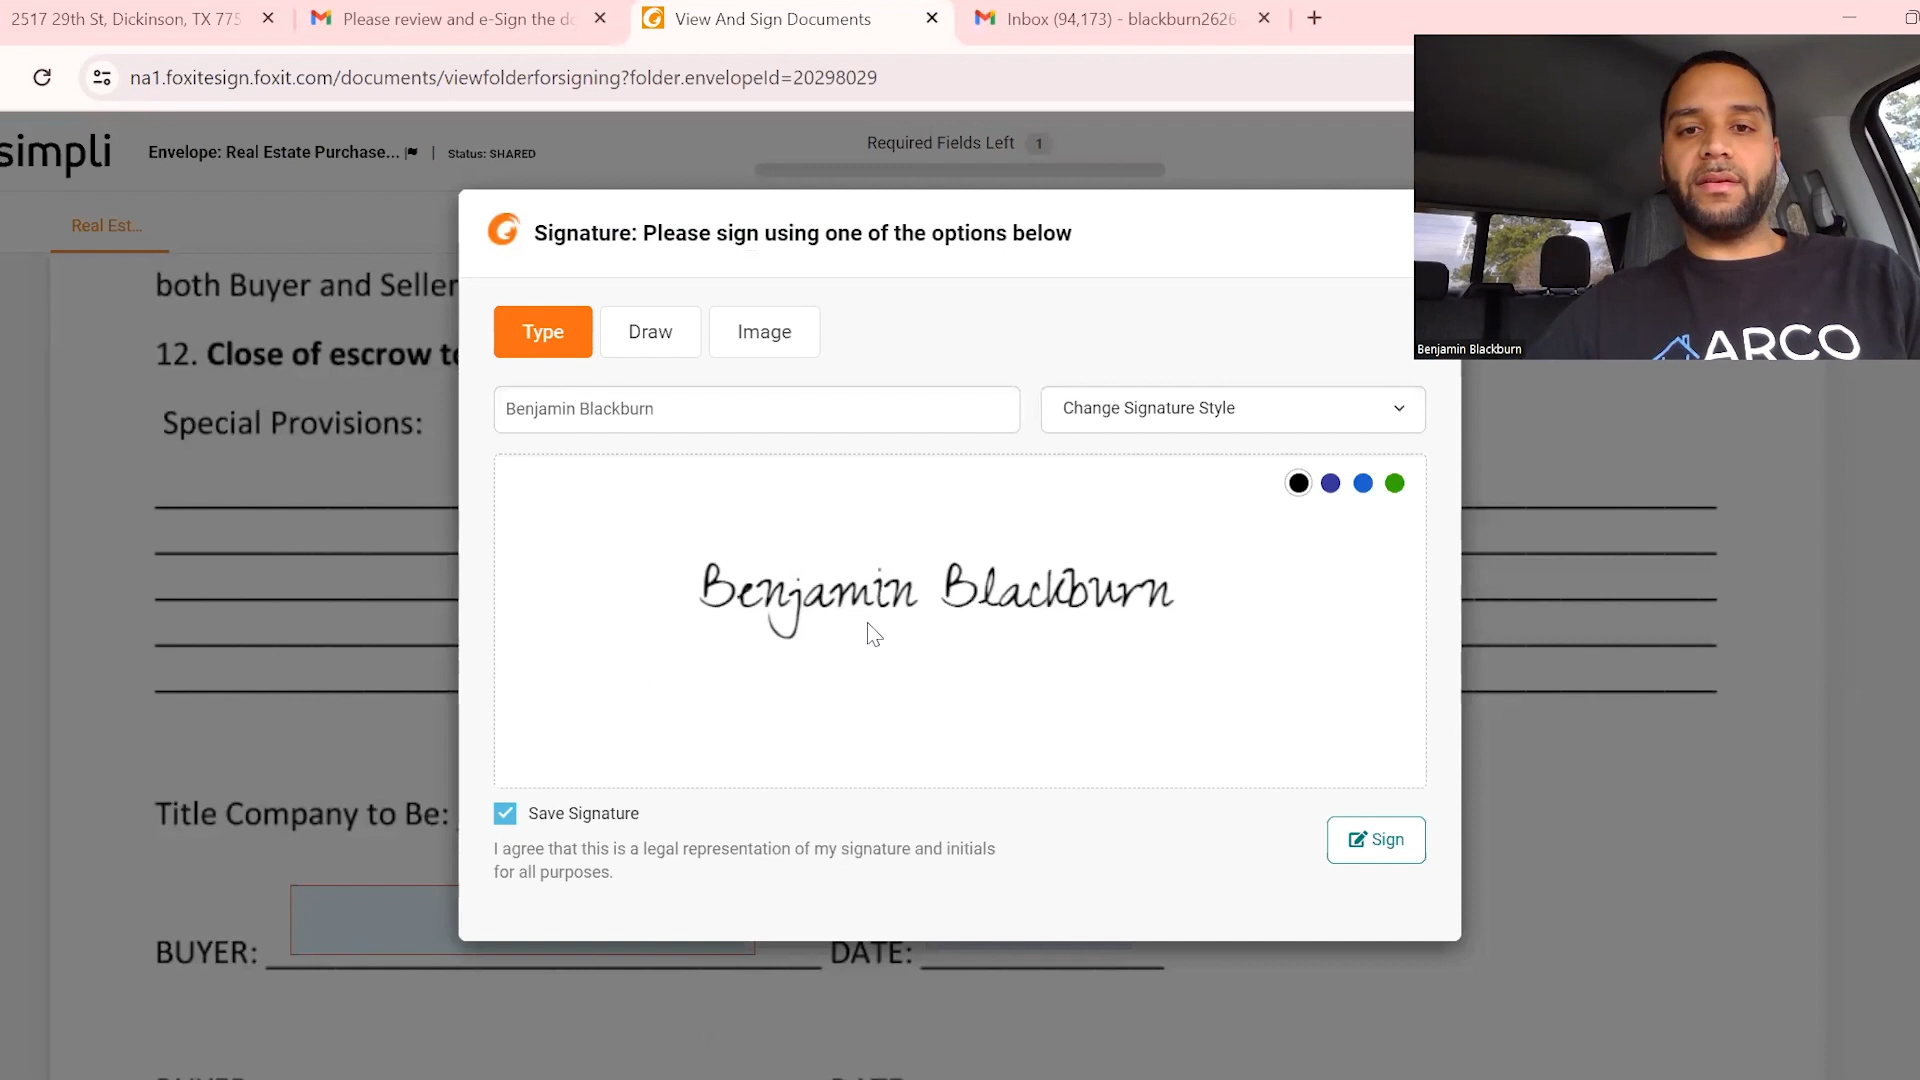 2517 29th St, Dickinson, TX 775
Please review and e-Sign the do
View And Sign Documents
Inbox (94,173) - blackburn2626
na1.foxitesign.foxit.com/documents/viewfolderforsigning?folder.envelopeId=20298029
simpli
Envelope: Real Estate Purchase... | Status: SHARED
Required Fields Left 1
Real Est...
Signature: Please sign using one of the options below
ARCO
Benjamin Blackburn
both Buyer and Seller
12. Close of escrow to
Special Provisions:
Type Draw Image
Benjamin Blackburn
Change Signature Style
Benjamin Blackburn
Save Signature
I agree that this is a legal representation of my signature and initials
for all purposes.
Sign
Title Company to Be:
BUYER: DATE: